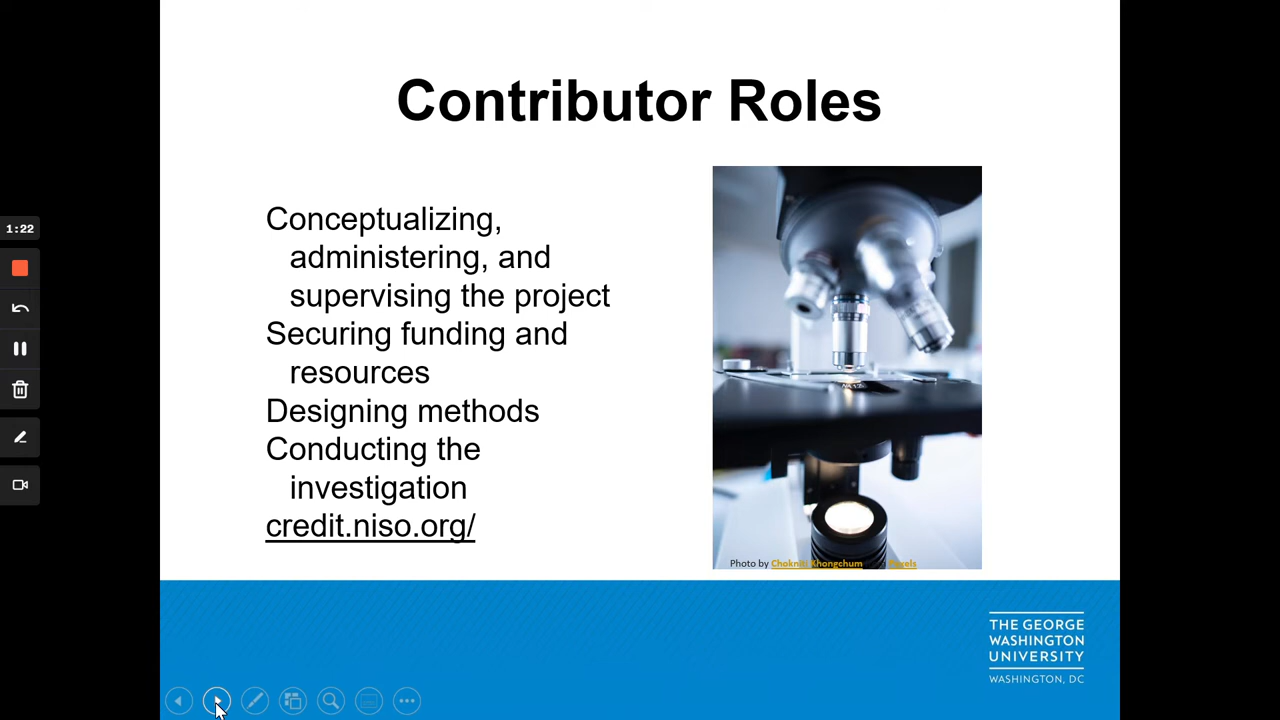 Contributor Roles
1:22
Conceptualizing,
administering, and
supervising the project
Securing funding and
resources
Designing methods
Conducting the
investigation
credit.niso.org/
Photo by Chokniti Khongchum Pexels
THE GEORGE
WASHINGTON
UNIVERSITY
WASHINGTON, DC